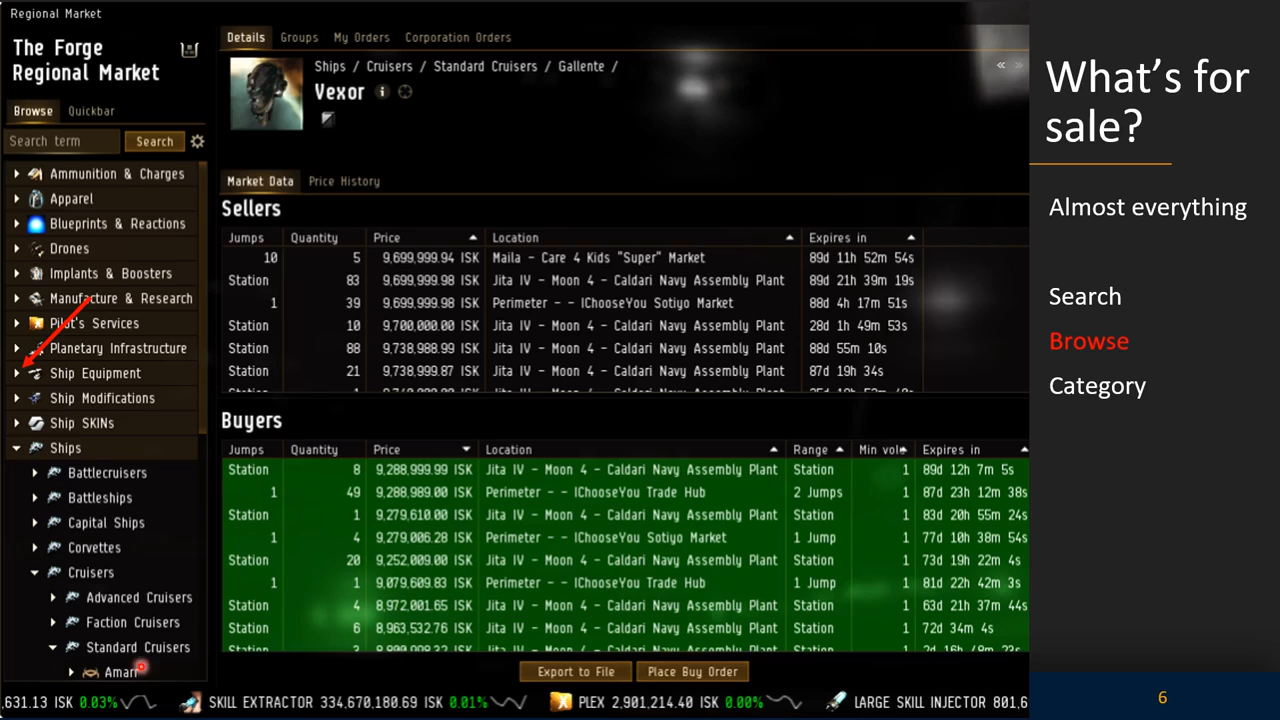 Regional Market
The Forge
Regional Market
Browse Quickbar
Search term Search
Ammunition & Charges
Apparel
Blueprints & Reactions
Drones
Implants & Boosters
Manufacture & Research
Pilot's Services
Planetary Infrastructure
Ship Equipment
Ship Modifications
Ship SKINs
Ships
Battlecruisers
Battleships
Capital Ships
Corvettes
Cruisers
Advanced Cruisers
Faction Cruisers
Standard Cruisers
Amarr
Details Groups My Orders Corporation Orders
Ships / Cruisers / Standard Cruisers / Gallente /
Vexor
Market Data Price History
Sellers
Jumps Quantity Price Location Expires in
10 5 9,699,999.94 ISK Maila - Care 4 Kids "Super" Market 89d 11h 52m 54s
Station 83 9,699,999.98 ISK Jita IV - Moon 4 - Caldari Navy Assembly Plant 89d 21h 39m 19s
1 39 9,699,999.98 ISK Perimeter - - IChooseYou Sotiyo Market 88d 4h 17m 51s
Station 10 9,700,000.00 ISK Jita IV - Moon 4 - Caldari Navy Assembly Plant 28d 1h 49m 53s
Station 88 9,738,988.99 ISK Jita IV - Moon 4 - Caldari Navy Assembly Plant 88d 55m 10s
Station 21 9,738,999.87 ISK Jita IV - Moon 4 - Caldari Navy Assembly Plant 87d 19h 34s
Buyers
Jumps Quantity Price Location Range Min vol Expires in
Station 8 9,288,999.99 ISK Jita IV - Moon 4 - Caldari Navy Assembly Plant Station 1 89d 12h 7m 5s
1 49 9,288,989.00 ISK Perimeter - - IChooseYou Trade Hub 2 Jumps 1 87d 23h 12m 38s
Station 1 9,279,610.00 ISK Jita IV - Moon 4 - Caldari Navy Assembly Plant Station 1 83d 20h 55m 24s
1 4 9,279,006.28 ISK Perimeter - - IChooseYou Sotiyo Market 1 Jump 1 77d 10h 38m 54s
Station 20 9,252,009.00 ISK Jita IV - Moon 4 - Caldari Navy Assembly Plant Station 1 73d 19h 22m 4s
1 1 9,079,609.83 ISK Perimeter - - IChooseYou Trade Hub 1 Jump 1 81d 22h 42m 3s
Station 4 8,972,001.65 ISK Jita IV - Moon 4 - Caldari Navy Assembly Plant Station 1 63d 21h 37m 44s
Station 6 8,963,532.76 ISK Jita IV - Moon 4 - Caldari Navy Assembly Plant Station 1 72d 34m 4s
Export to File Place Buy Order
,631.13 ISK 0.03% SKILL EXTRACTOR 334,670,180.69 ISK 0.01% PLEX 2,901,214.40 ISK 0.00% LARGE SKILL INJECTOR 801,6
What's for
sale?
Almost everything
Search
Browse
Category
6